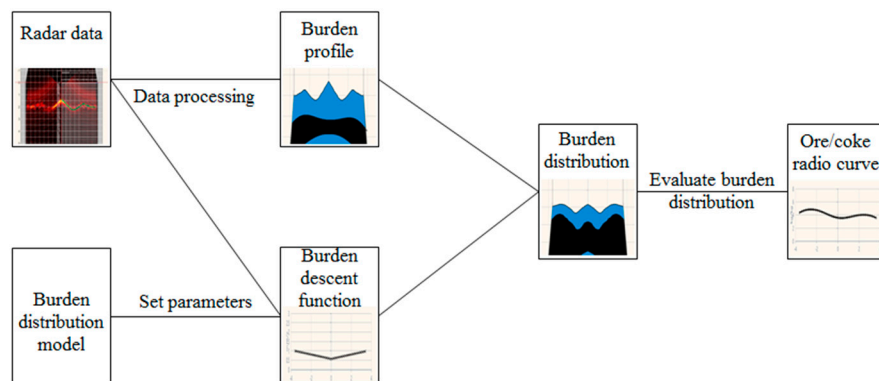 Radar data
Burden
profile
Data processing
Burden
distribution
Evaluate burden
distribution
Ore/coke
radio curve
Burden
distribution
model
Set parameters
Burden
descent
function